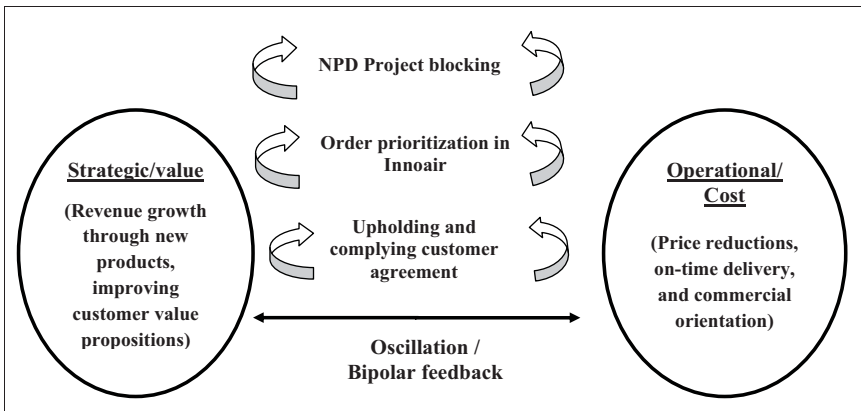 NPD Project blocking
Order prioritization in
Innoair
Upholding and
complying customer
agreement
Strategic/value
(Revenue growth
through new
products,
improving
customer value
propositions)
Operational/
Cost
(Price reductions,
on-time delivery,
and commercial
orientation)
Oscillation /
Bipolar feedback